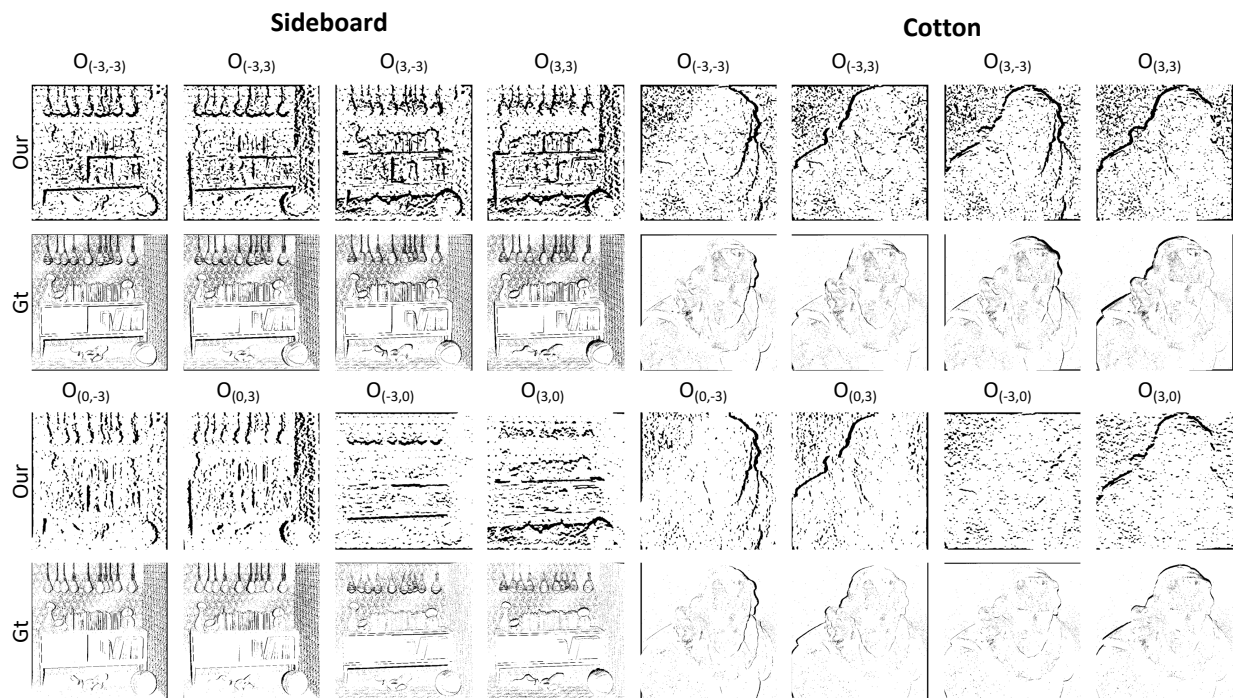 Sideboard Cotton
O(-3,-3) O(-3,3) O(3,-3) O(3,3) O(-3,-3) O(-3,3) O(3,-3) O(3,3)
Our
Gt
O(0,-3) O(0,3) O(-3,0) O(3,0) O(0,-3) O(0,3) O(-3,0) O(3,0)
Our
Gt